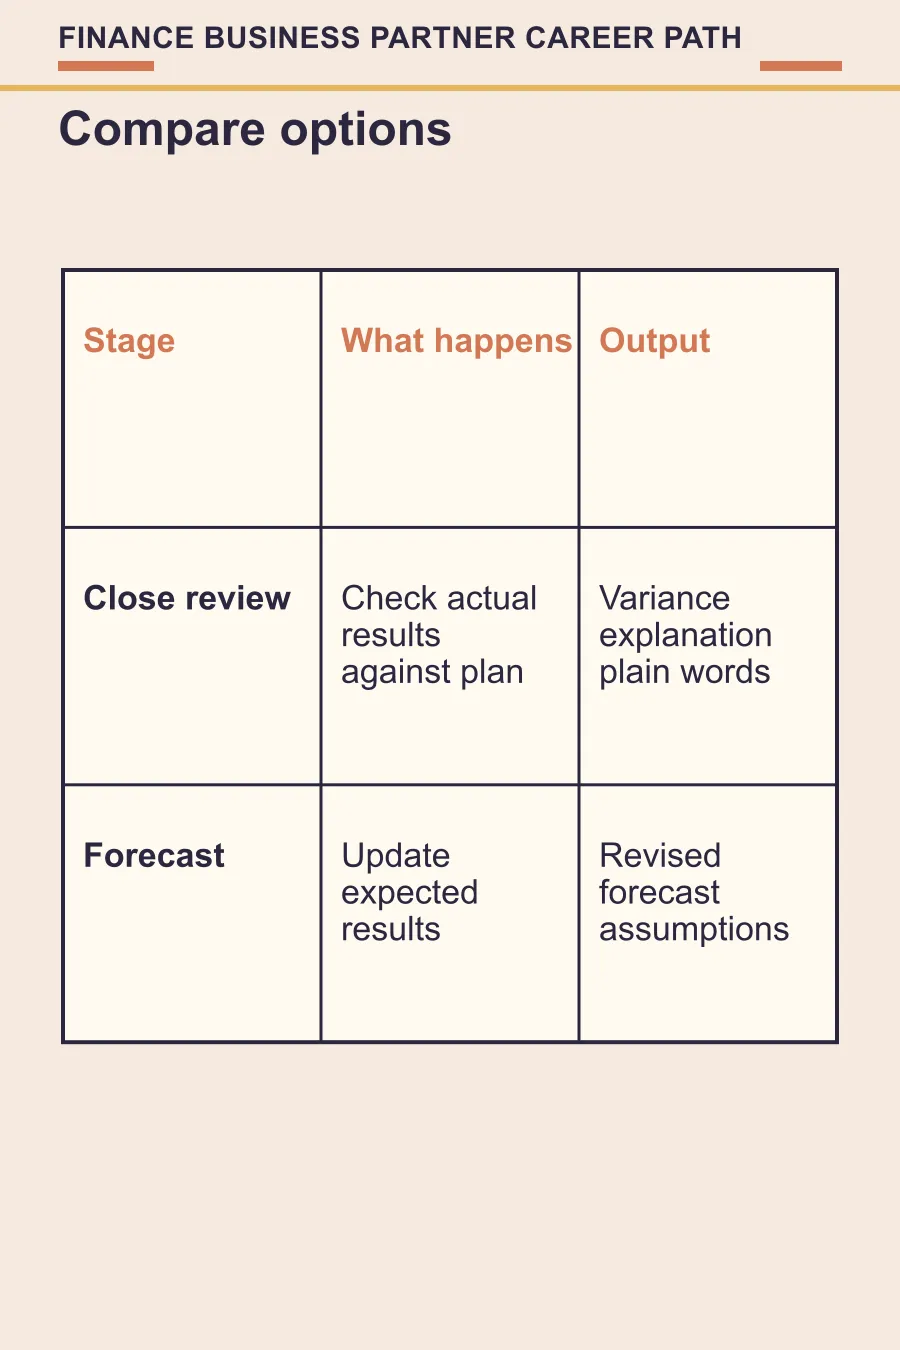 FINANCE BUSINESS PARTNER CAREER PATH
Compare options
Stage
What happens
Output
Close review
Check actual
results
against plan
Variance
explanation
plain words
Forecast
Update
expected
results
Revised
forecast
assumptions